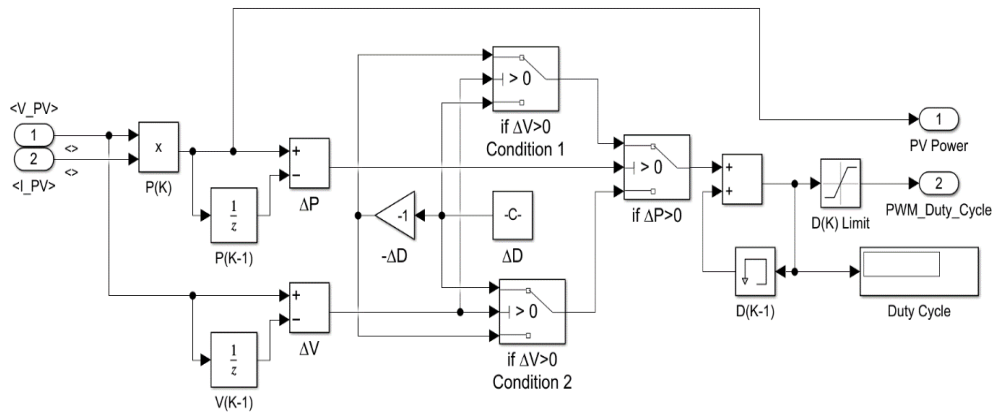 <V_PV>
1
<>
2
<>
<I_PV>
x
P(K)
1
z
P(K-1)
+
−
ΔP
1
z
V(K-1)
+
−
ΔV
-1
-ΔD
-C-
ΔD
> 0
if ΔV>0
Condition 1
> 0
if ΔV>0
Condition 2
> 0
if ΔP>0
+
+
D(K-1)
D(K) Limit
1
PV Power
2
PWM_Duty_Cycle
Duty Cycle